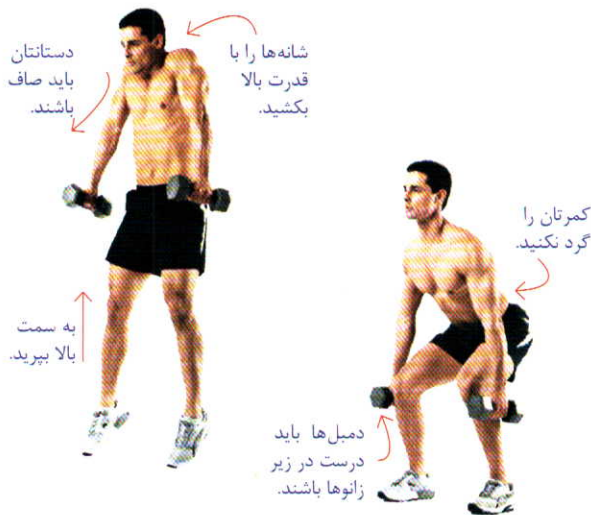 شانه‌ها را با
قدرت بالا
بکشید.
دستانتان
باید صاف
باشند.
به سمت
بالا بپرید.
کمرتان را
گرد نکنید.
دمبل‌ها باید
درست در زیر
زانوها باشند.